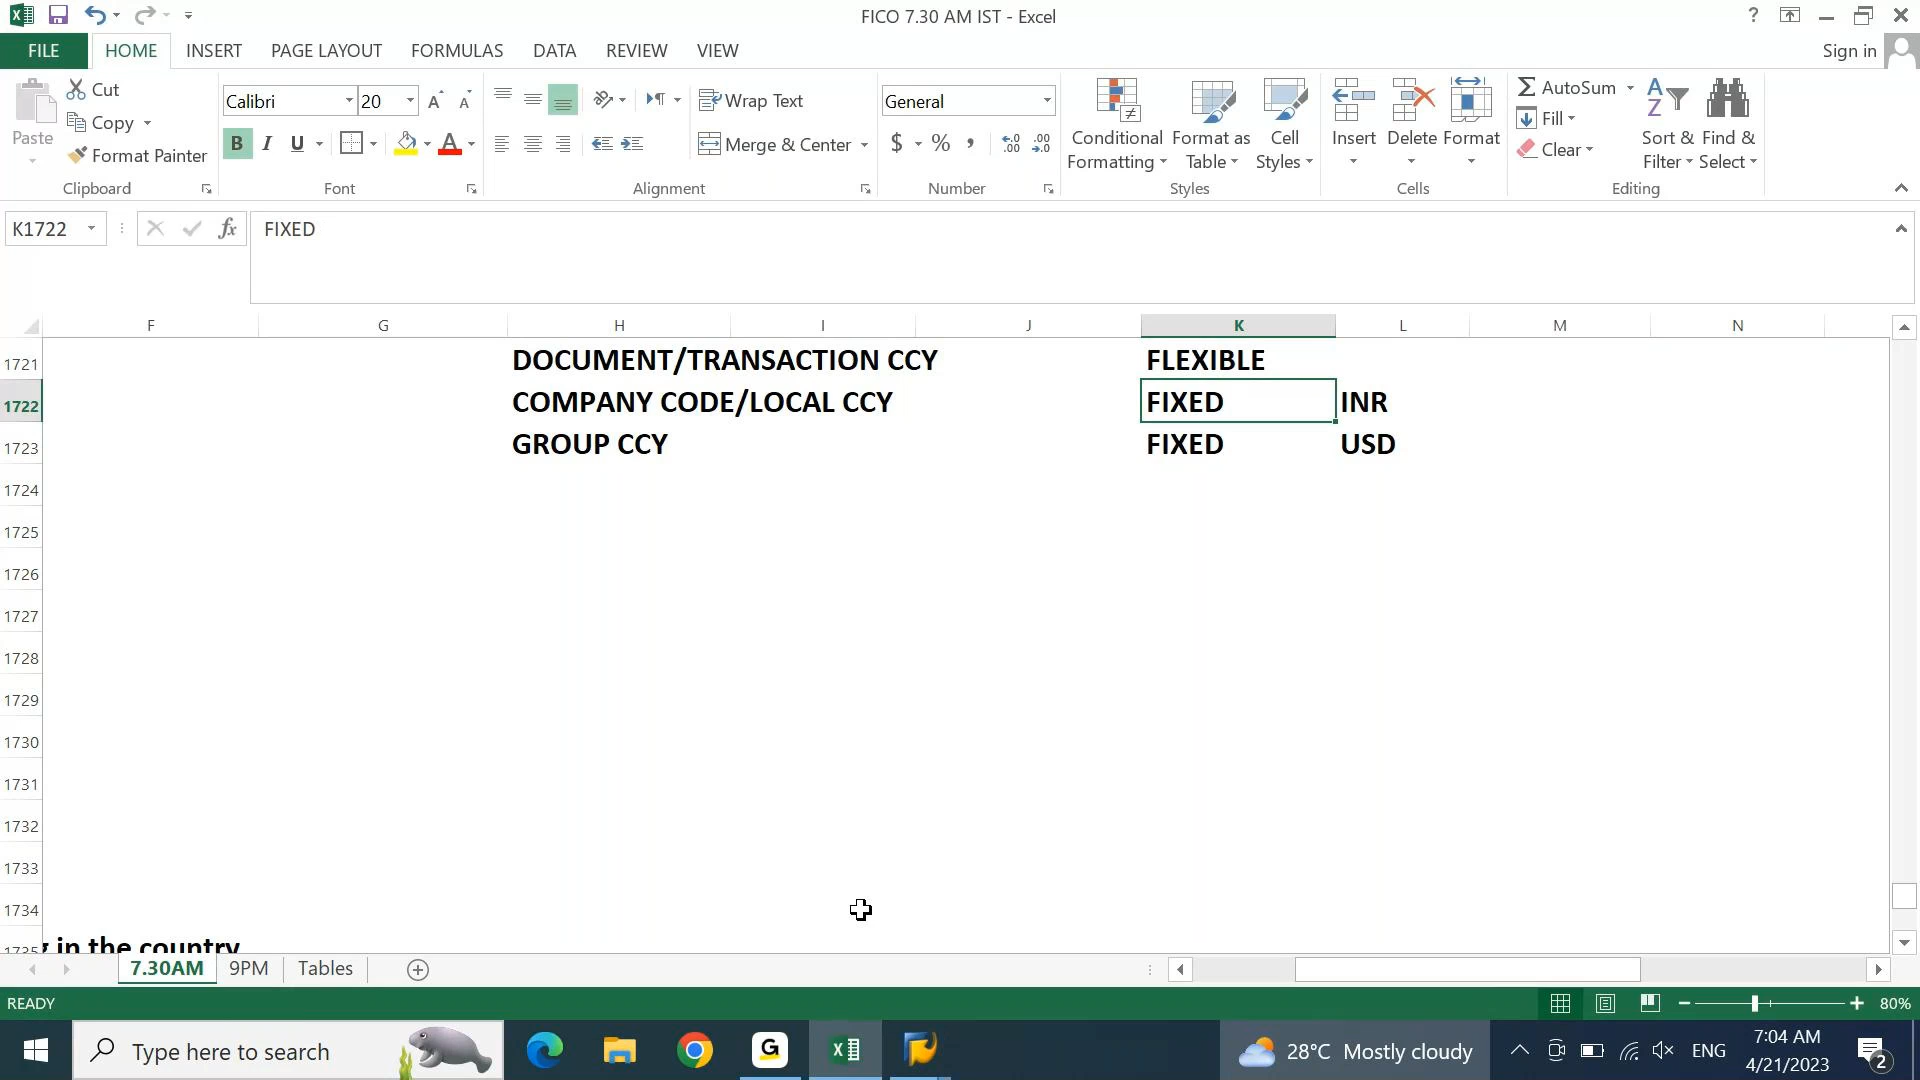 FICO 7.30 AM IST - Excel
?
FILE HOME INSERT PAGE LAYOUT FORMULAS DATA REVIEW VIEW Sign in
Paste Cut Copy Format Painter
Calibri 20
B I U
Wrap Text
Merge & Center
General
$ % ,
Conditional Formatting Format as Table Cell Styles
Insert Delete Format
AutoSum
Fill
Clear
Sort & Filter Find & Select
Clipboard Font Alignment Number Styles Cells Editing
K1722 fx FIXED
F G H I J K L M N
1721 DOCUMENT/TRANSACTION CCY FLEXIBLE
1722 COMPANY CODE/LOCAL CCY FIXED INR
1723 GROUP CCY FIXED USD
1724
1725
1726
1727
1728
1729
1730
1731
1732
1733
1734
1735 in the country
7.30AM 9PM Tables
READY 80%
Type here to search 28°C Mostly cloudy ENG 7:04 AM
4/21/2023 2